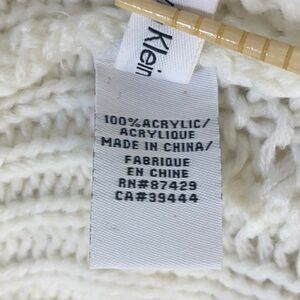 Klein
100% ACRYLIC/
ACRYLIQUE
MADE IN CHINA/
FABRIQUE
EN CHINE
RN#87429
CA#39444